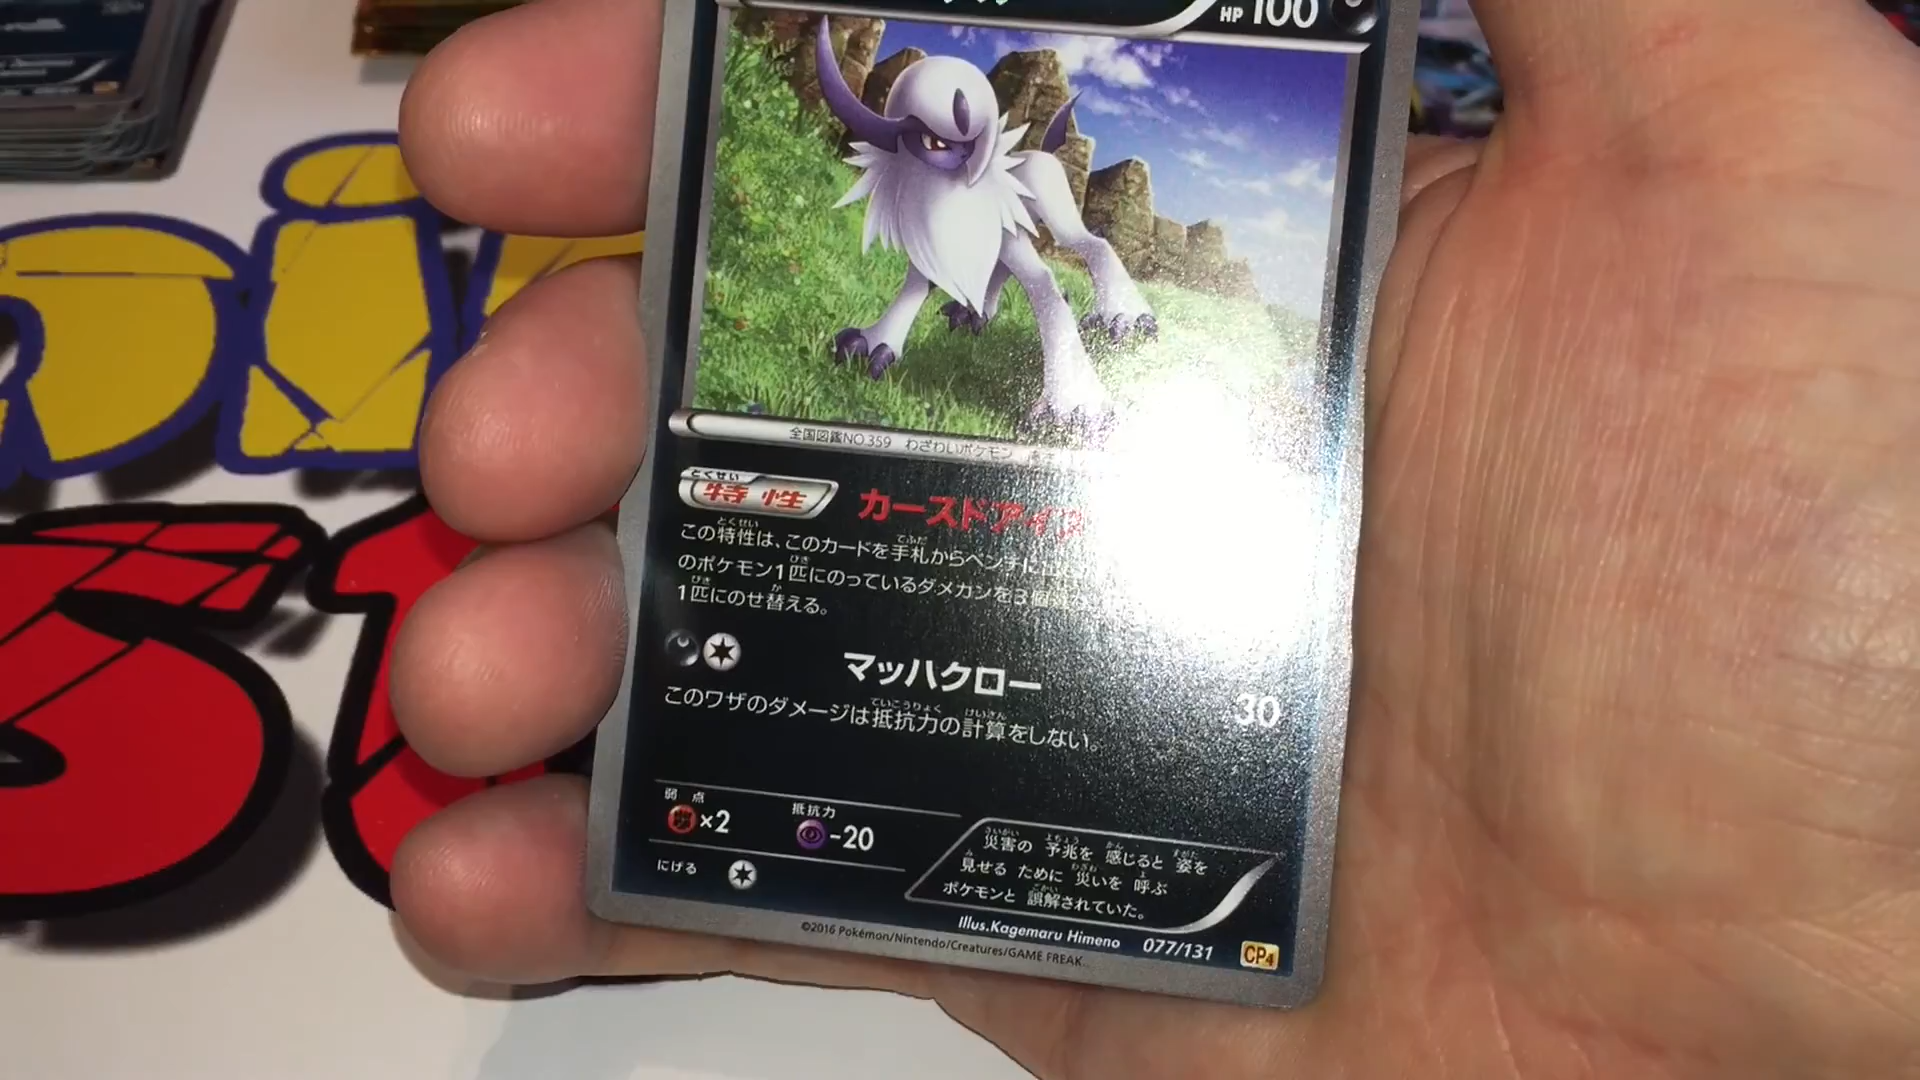 HP 100
全国図鑑NO.359 わざわいポケモン
とくせい
特性 カースドアイズ
この特性は、このカードを手札からベンチに
のポケモン1匹にのっているダメカンを3個
1匹にのせ替える。
マッハクロー 30
このワザのダメージは抵抗力の計算をしない。
弱点 抵抗力
×2 -20
にげる
災害の 予兆を 感じると 姿を
見せる ために 災いを 呼ぶ
ポケモンと 誤解されていた。
Illus.Kagemaru Himeno 077/131 CP4
©2016 Pokémon/Nintendo/Creatures/GAME FREAK.